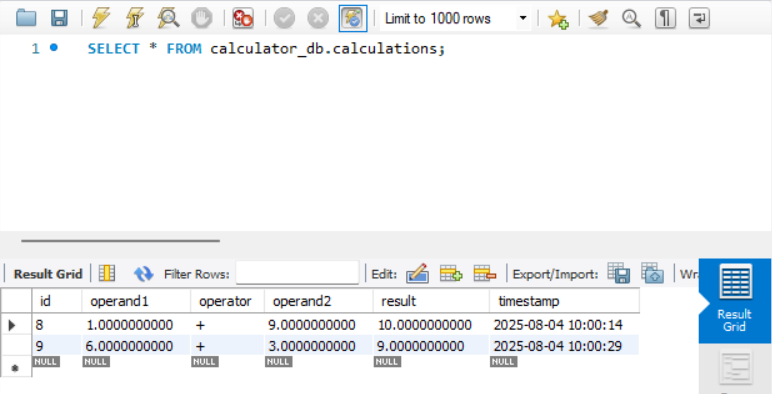 Limit to 1000 rows
1 SELECT * FROM calculator_db.calculations;
Result Grid Filter Rows: Edit: Export/Import: Wr
id operand1 operator operand2 result timestamp
8 1.0000000000 + 9.0000000000 10.0000000000 2025-08-04 10:00:14
9 6.0000000000 + 3.0000000000 9.0000000000 2025-08-04 10:00:29
NULL NULL NULL NULL NULL NULL
Result
Grid